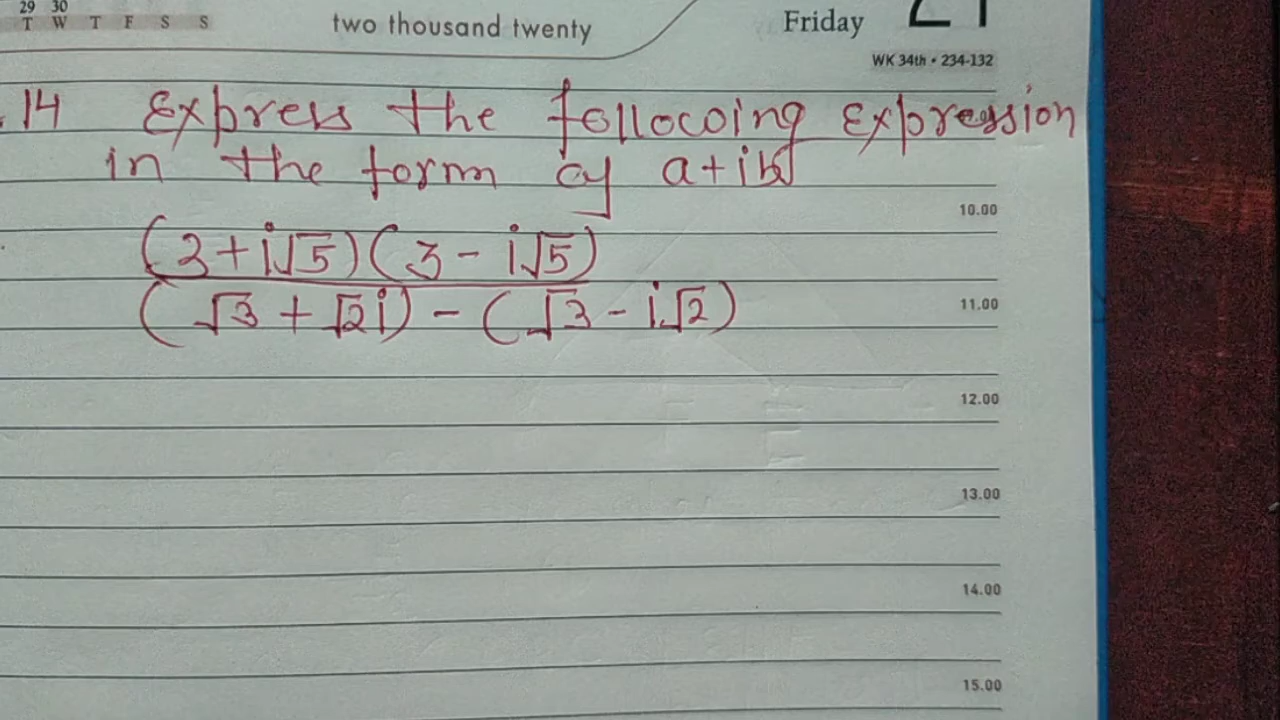 29 30
T W T F S S
two thousand twenty
Friday 21
WK 34th • 234-132
.14 Express the following expression
in the form of a+ib
10.00
(3+i√5)(3-i√5)
(√3+√2i)-(√3-i√2)
11.00
12.00
13.00
14.00
15.00